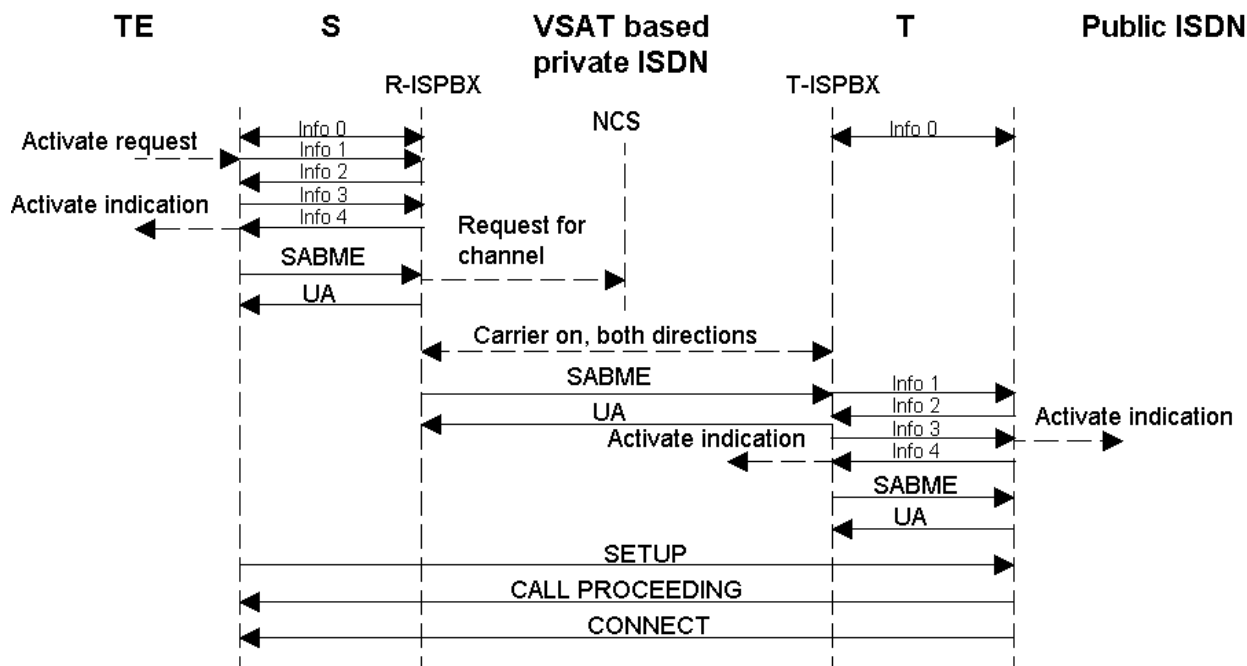 TE
S
VSAT based
private ISDN
T
Public ISDN
R-ISPBX
T-ISPBX
NCS
Info 0
Info 0
Activate request
Info 1
Info 2
Activate indication
Info 3
Info 4
Request for
channel
SABME
UA
Carrier on, both directions
SABME
Info 1
UA
Info 2
Activate indication
Info 3
Activate indication
Info 4
SABME
UA
SETUP
CALL PROCEEDING
CONNECT